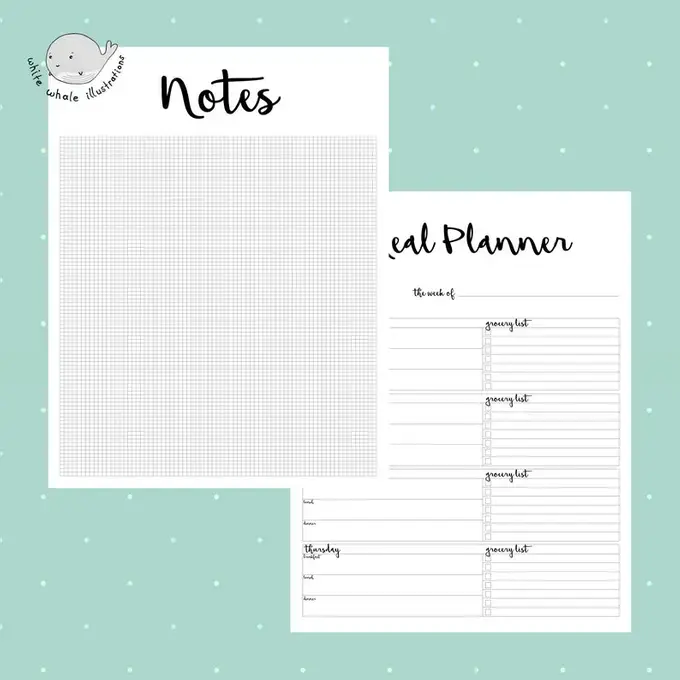 white whale illustrations
Notes
eal Planner
the week of
grocery list
grocery list
grocery list
lunch
dinner
thursday
grocery list
breakfast
lunch
dinner